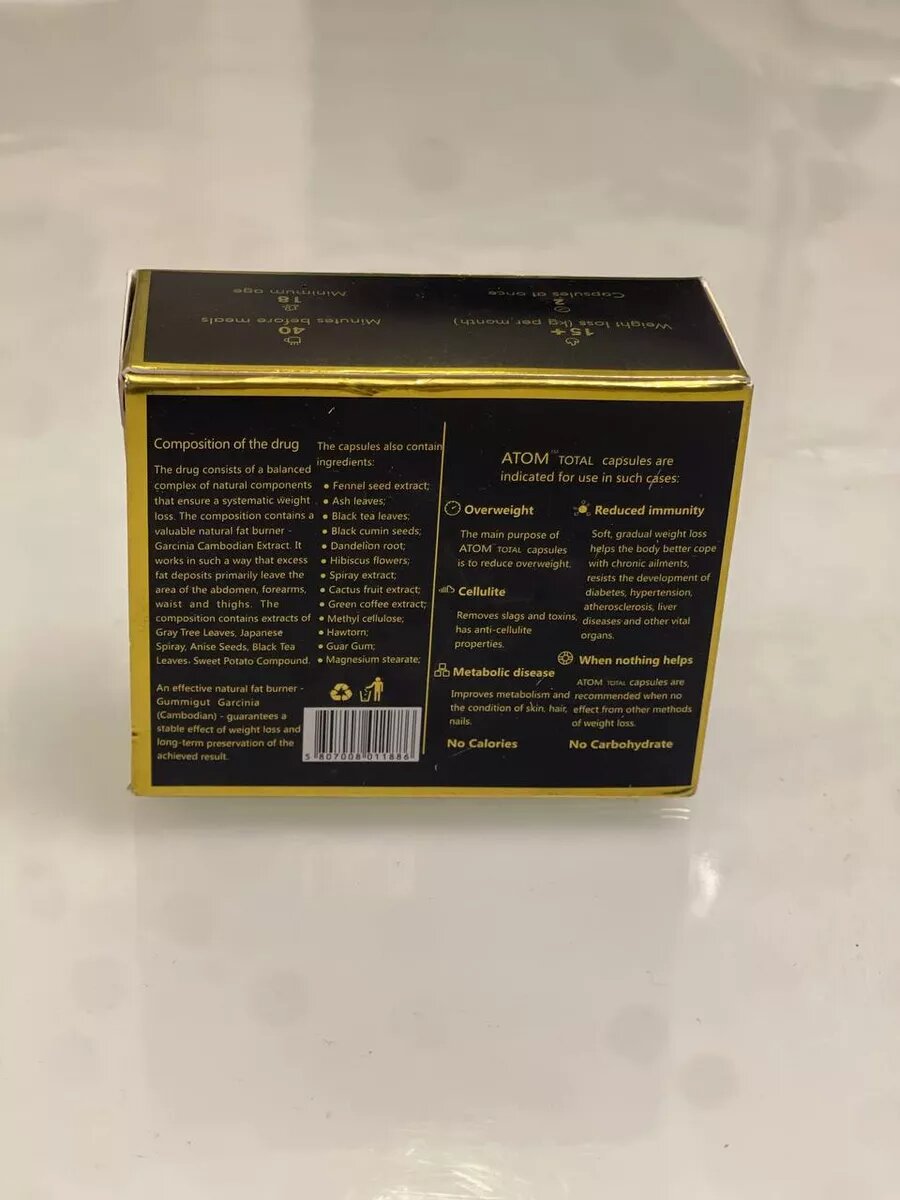 Minimum age
18
Capsules at once
2
Minutes before meals
40
Weight loss (kg per month)
15+
Composition of the drug
The drug consists of a balanced
complex of natural components
that ensure a systematic weight
loss. The composition contains a
valuable natural fat burner -
Garcinia Cambodian Extract. It
works in such a way that excess
fat deposits primarily leave the
area of the abdomen, forearms,
waist and thighs. The
composition contains extracts of
Gray Tree Leaves, Japanese
Spiray, Anise Seeds, Black Tea
Leaves. Sweet Potato Compound.
An effective natural fat burner -
Gummigut Garcinia
(Cambodian) - guarantees a
stable effect of weight loss and
long-term preservation of the
achieved result.
The capsules also contain
ingredients:
• Fennel seed extract;
• Ash leaves;
• Black tea leaves;
• Black cumin seeds;
• Dandelion root;
• Hibiscus flowers;
• Spiray extract;
• Cactus fruit extract;
• Green coffee extract;
• Methyl cellulose;
• Hawtorn;
• Guar Gum;
• Magnesium stearate;
5 807008 011886
ATOM™ TOTAL capsules are
indicated for use in such cases:
Overweight
The main purpose of
ATOM TOTAL capsules
is to reduce overweight.
Cellulite
Removes slags and toxins,
has anti-cellulite
properties.
Metabolic disease
Improves metabolism and
the condition of skin, hair,
nails.
No Calories
Reduced immunity
Soft, gradual weight loss
helps the body better cope
with chronic ailments,
resists the development of
diabetes, hypertension,
atherosclerosis, liver
diseases and other vital
organs.
When nothing helps
ATOM TOTAL capsules are
recommended when no
effect from other methods
of weight loss.
No Carbohydrate